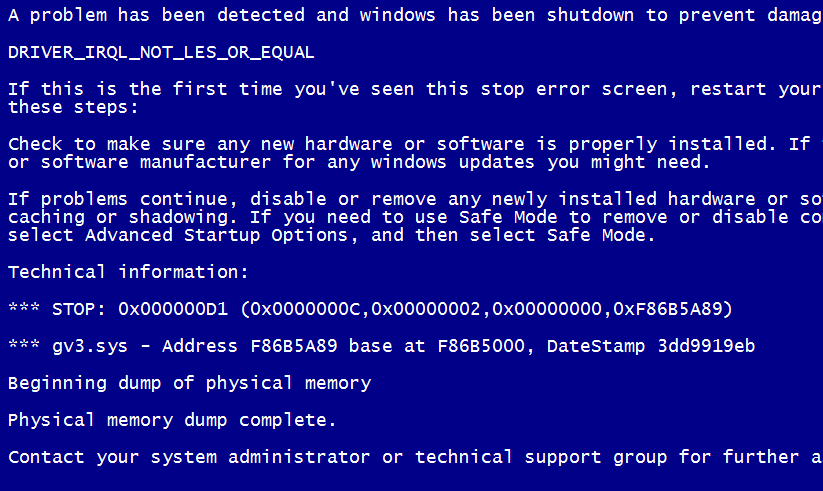 A problem has been detected and windows has been shutdown to prevent damag
DRIVER_IRQL_NOT_LES_OR_EQUAL
If this is the first time you've seen this stop error screen, restart your
these steps:
Check to make sure any new hardware or software is properly installed. If
or software manufacturer for any windows updates you might need.
If problems continue, disable or remove any newly installed hardware or so
caching or shadowing. If you need to use Safe Mode to remove or disable co
select Advanced Startup Options, and then select Safe Mode.
Technical information:
*** STOP: 0x000000D1 (0x0000000C,0x00000002,0x00000000,0xF86B5A89)
*** gv3.sys - Address F86B5A89 base at F86B5000, DateStamp 3dd9919eb
Beginning dump of physical memory
Physical memory dump complete.
Contact your system administrator or technical support group for further a